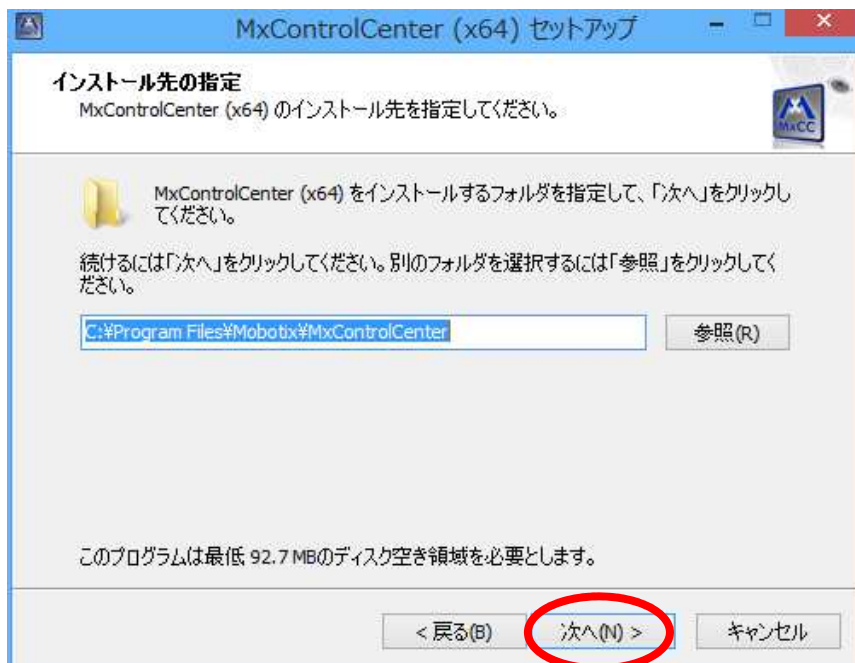 MxControlCenter (x64) セットアップ
インストール先の指定
MxControlCenter (x64) のインストール先を指定してください。
MxCC
MxControlCenter (x64) をインストールするフォルダを指定して、「次へ」をクリックし
てください。
続けるには「次へ」をクリックしてください。別のフォルダを選択するには「参照」をクリックしてく
ださい。
C:¥Program Files¥Mobotix¥MxControlCenter
参照(R)
このプログラムは最低 92.7 MBのディスク空き領域を必要とします。
< 戻る(B)
次へ(N) >
キャンセル